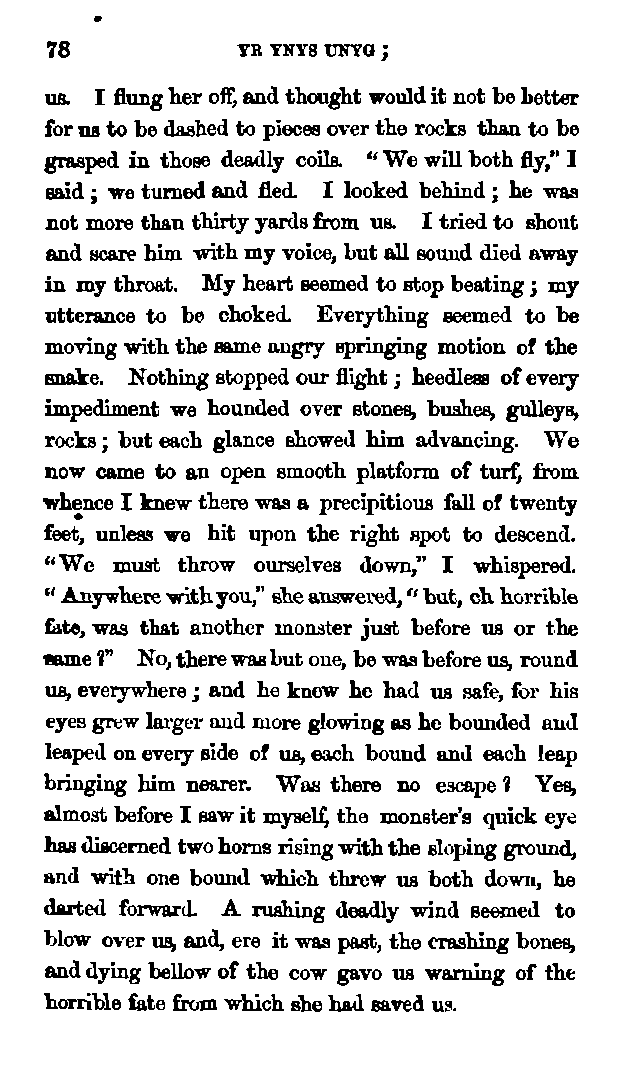 78 YR YNYS UNYG ;
us. I flung her off, and thought would it not be better
for us to be dashed to pieces over the rocks than to be
grasped in those deadly coils. "We will both fly," I
said ; we turned and fled. I looked behind ; he was
not more than thirty yards from us. I tried to shout
and scare him with my voice, but all sound died away
in my throat. My heart seemed to stop beating ; my
utterance to be choked. Everything seemed to be
moving with the same angry springing motion of the
snake. Nothing stopped our flight ; heedless of every
impediment we bounded over stones, bushes, gulleys,
rocks ; but each glance showed him advancing. We
now came to an open smooth platform of turf, from
whence I knew there was a precipitious fall of twenty
feet, unless we hit upon the right spot to descend.
"We must throw ourselves down," I whispered.
"Anywhere with you," she answered, "but, oh horrible
fate, was that another monster just before us or the
same ?" No, there was but one, he was before us, round
us, everywhere ; and he knew he had us safe, for his
eyes grew larger and more glowing as he bounded and
leaped on every side of us, each bound and each leap
bringing him nearer. Was there no escape ? Yes,
almost before I saw it myself, the monster's quick eye
has discerned two horns rising with the sloping ground,
and with one bound which threw us both down, he
darted forward. A rushing deadly wind seemed to
blow over us, and, ere it was past, the crashing bones,
and dying bellow of the cow gave us warning of the
horrible fate from which she had saved us.